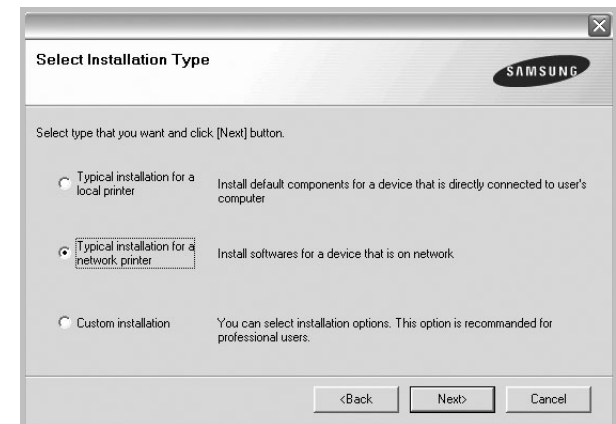 Select Installation Type
SAMSUNG
Select type that you want and click [Next] button.
Typical installation for a
local printer
Install default components for a device that is directly connected to user's
computer
Typical installation for a
network printer
Install softwares for a device that is on network
Custom installation
You can select installation options. This option is recommanded for
professional users.
<Back
Next>
Cancel